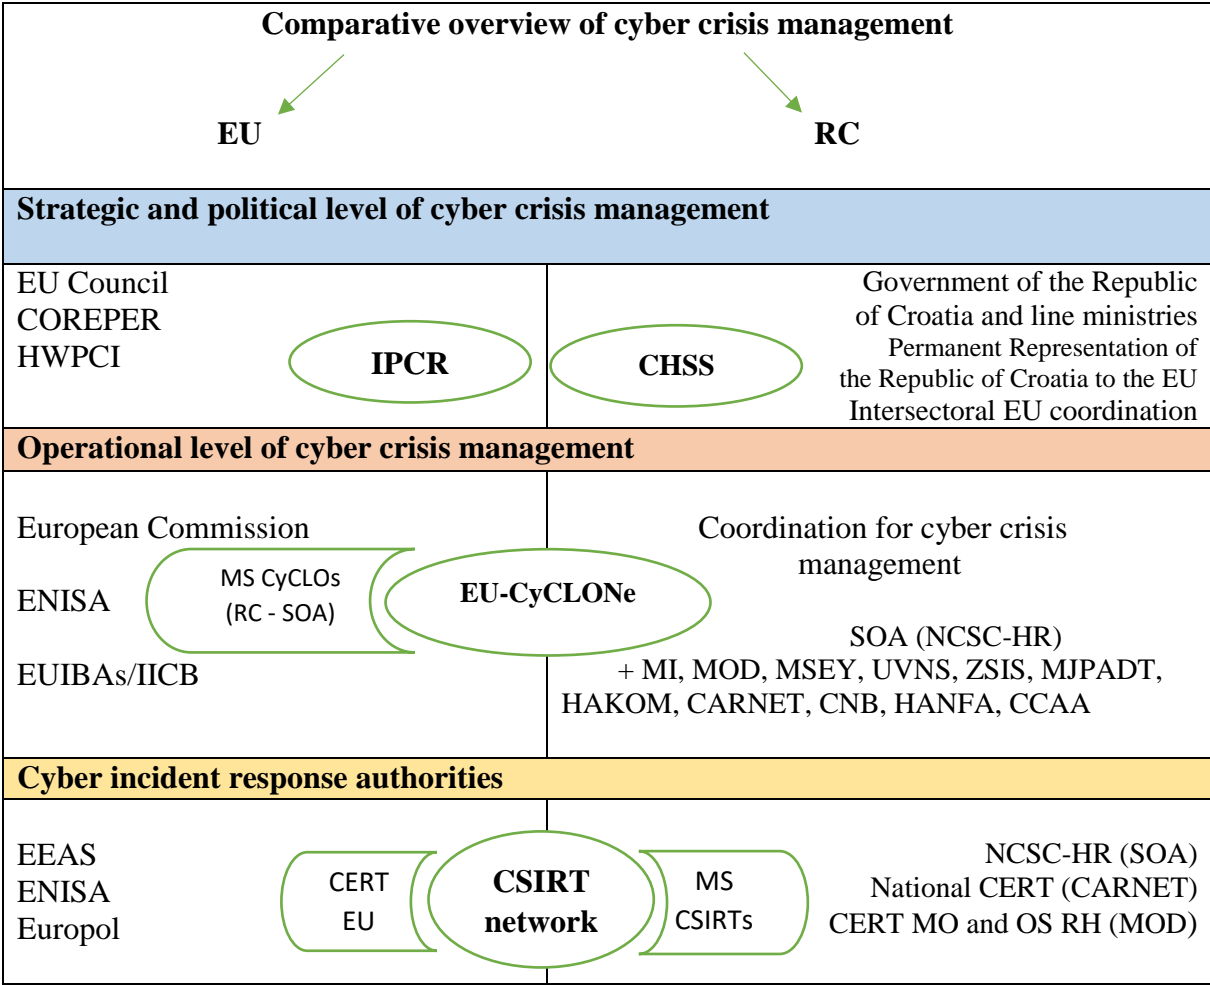 Comparative overview of cyber crisis management
EU
RC
Strategic and political level of cyber crisis management
EU Council
COREPER
HWPCI
IPCR
CHSS
Government of the Republic
of Croatia and line ministries
Permanent Representation of
the Republic of Croatia to the EU
Intersectoral EU coordination
Operational level of cyber crisis management
European Commission
ENISA
EUIBAs/IICB
MS CyCLOs
(RC - SOA)
EU-CyCLONe
Coordination for cyber crisis
management
SOA (NCSC-HR)
+ MI, MOD, MSEY, UVNS, ZSIS, MJPADT,
HAKOM, CARNET, CNB, HANFA, CCAA
Cyber incident response authorities
EEAS
ENISA
Europol
CERT
EU
CSIRT
network
MS
CSIRTs
NCSC-HR (SOA)
National CERT (CARNET)
CERT MO and OS RH (MOD)